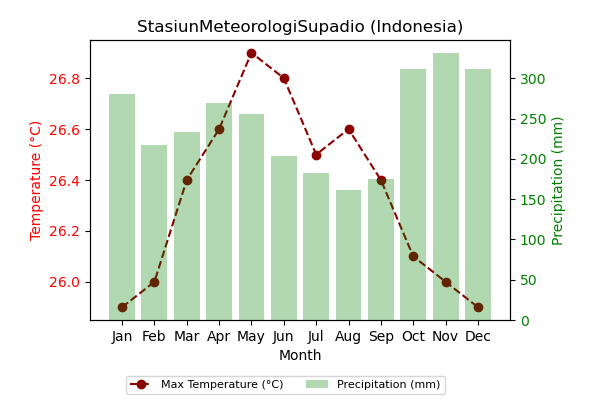 StasiunMeteorologiSupadio (Indonesia)
Temperature (°C)
26.8
26.6
26.4
26.2
26.0
300
250
200
150
100
50
0
Precipitation (mm)
Jan Feb Mar Apr May Jun Jul Aug Sep Oct Nov Dec
Month
Max Temperature (°C) Precipitation (mm)